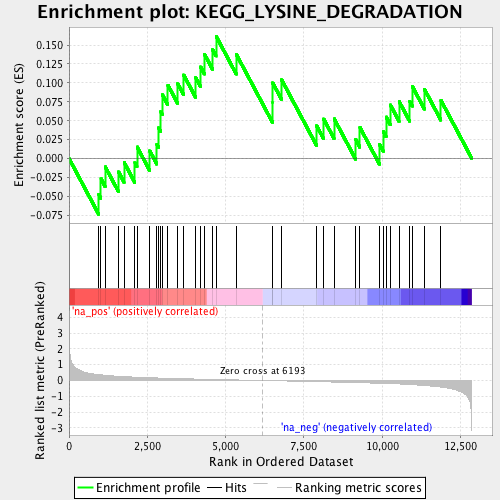 Enrichment plot: KEGG_LYSINE_DEGRADATION
Enrichment score (ES)
0.150
0.125
0.100
0.075
0.050
0.025
0.000
-0.025
-0.050
-0.075
'na_pos' (positively correlated)
Ranked list metric (PreRanked)
4
3
2
1
0
-1
-2
-3
Zero cross at 6193
'na_neg' (negatively correlated)
0
2,500
5,000
7,500
10,000
12,500
Rank in Ordered Dataset
Enrichment profile
Hits
Ranking metric scores